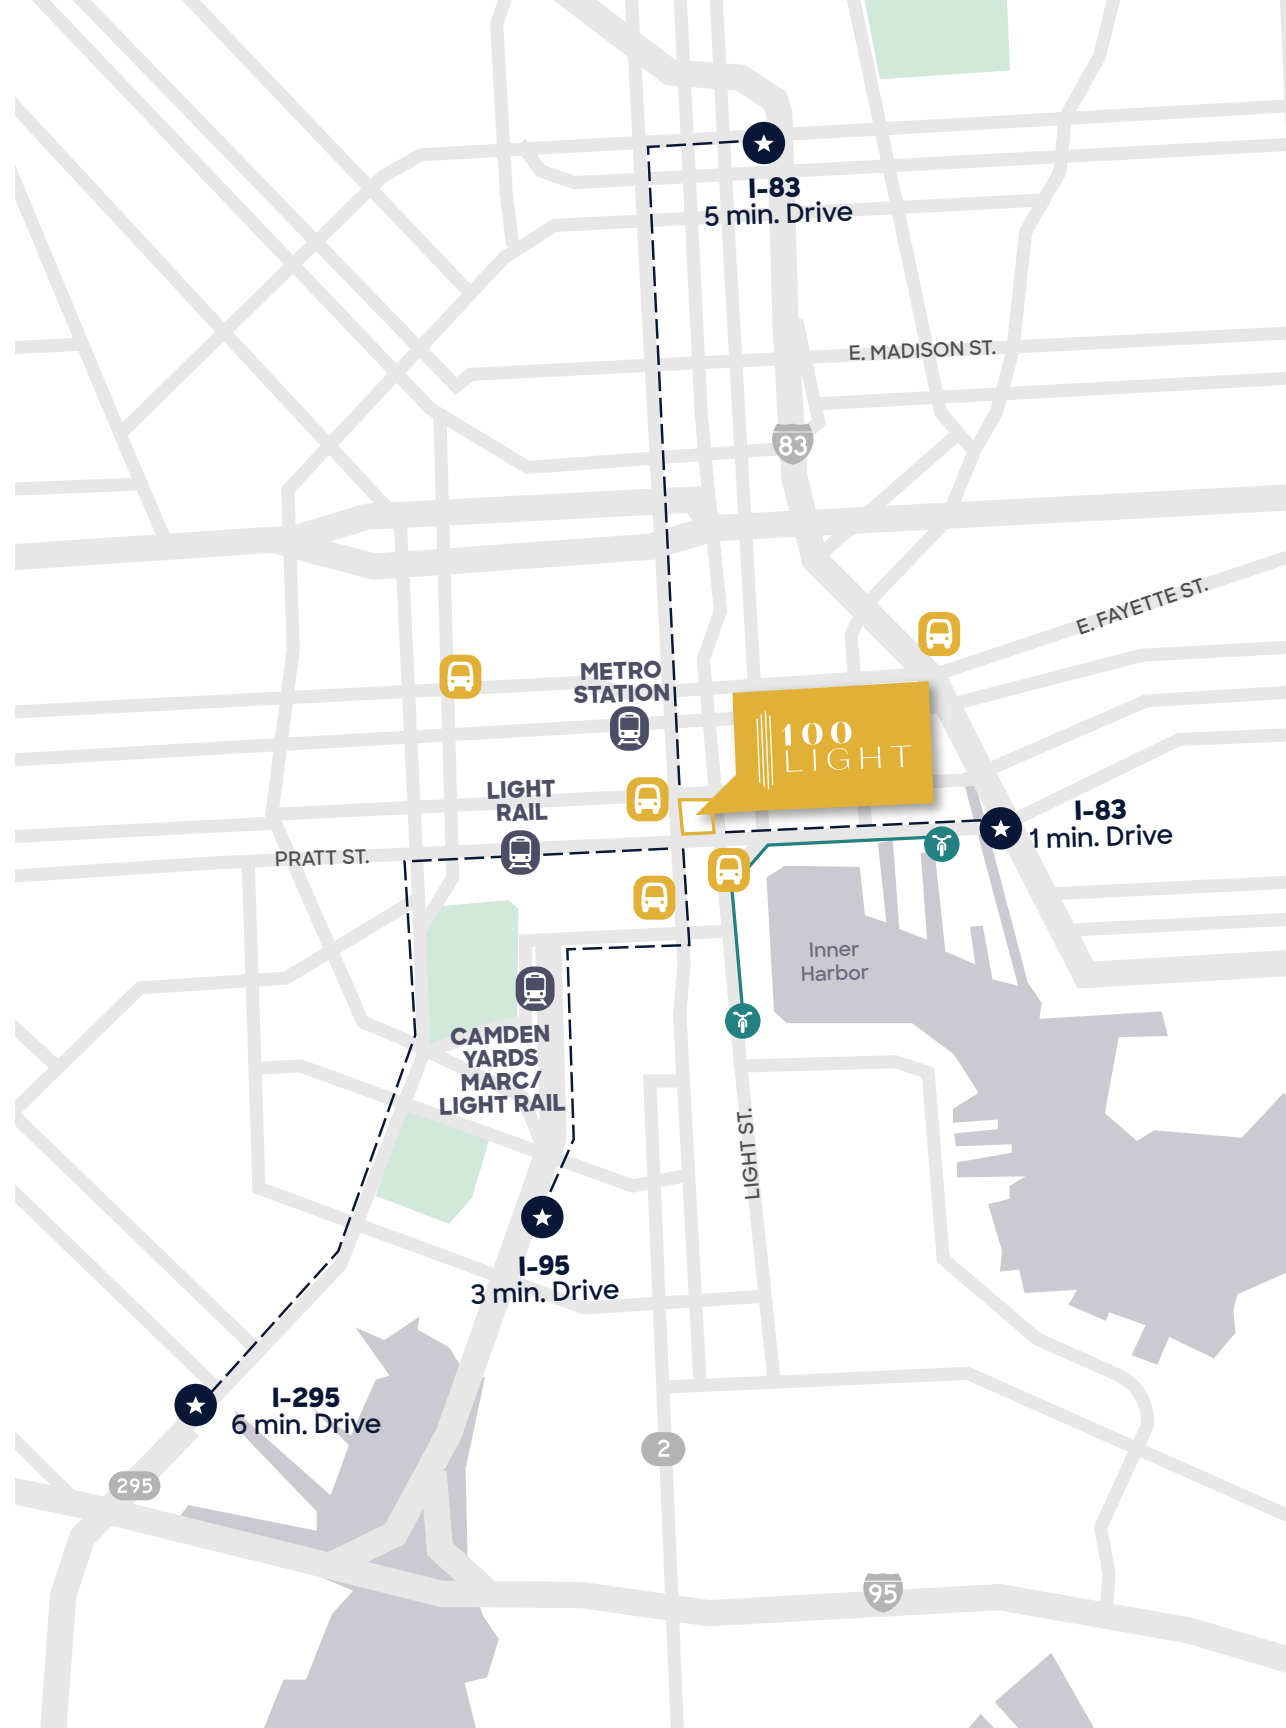 I-83
5 min. Drive
E. MADISON ST.
83
E. FAYETTE ST.
METRO
STATION
100
LIGHT
LIGHT
RAIL
I-83
1 min. Drive
PRATT ST.
Inner
Harbor
CAMDEN
YARDS
MARC/
LIGHT RAIL
LIGHT ST.
I-95
3 min. Drive
I-295
6 min. Drive
2
295
95